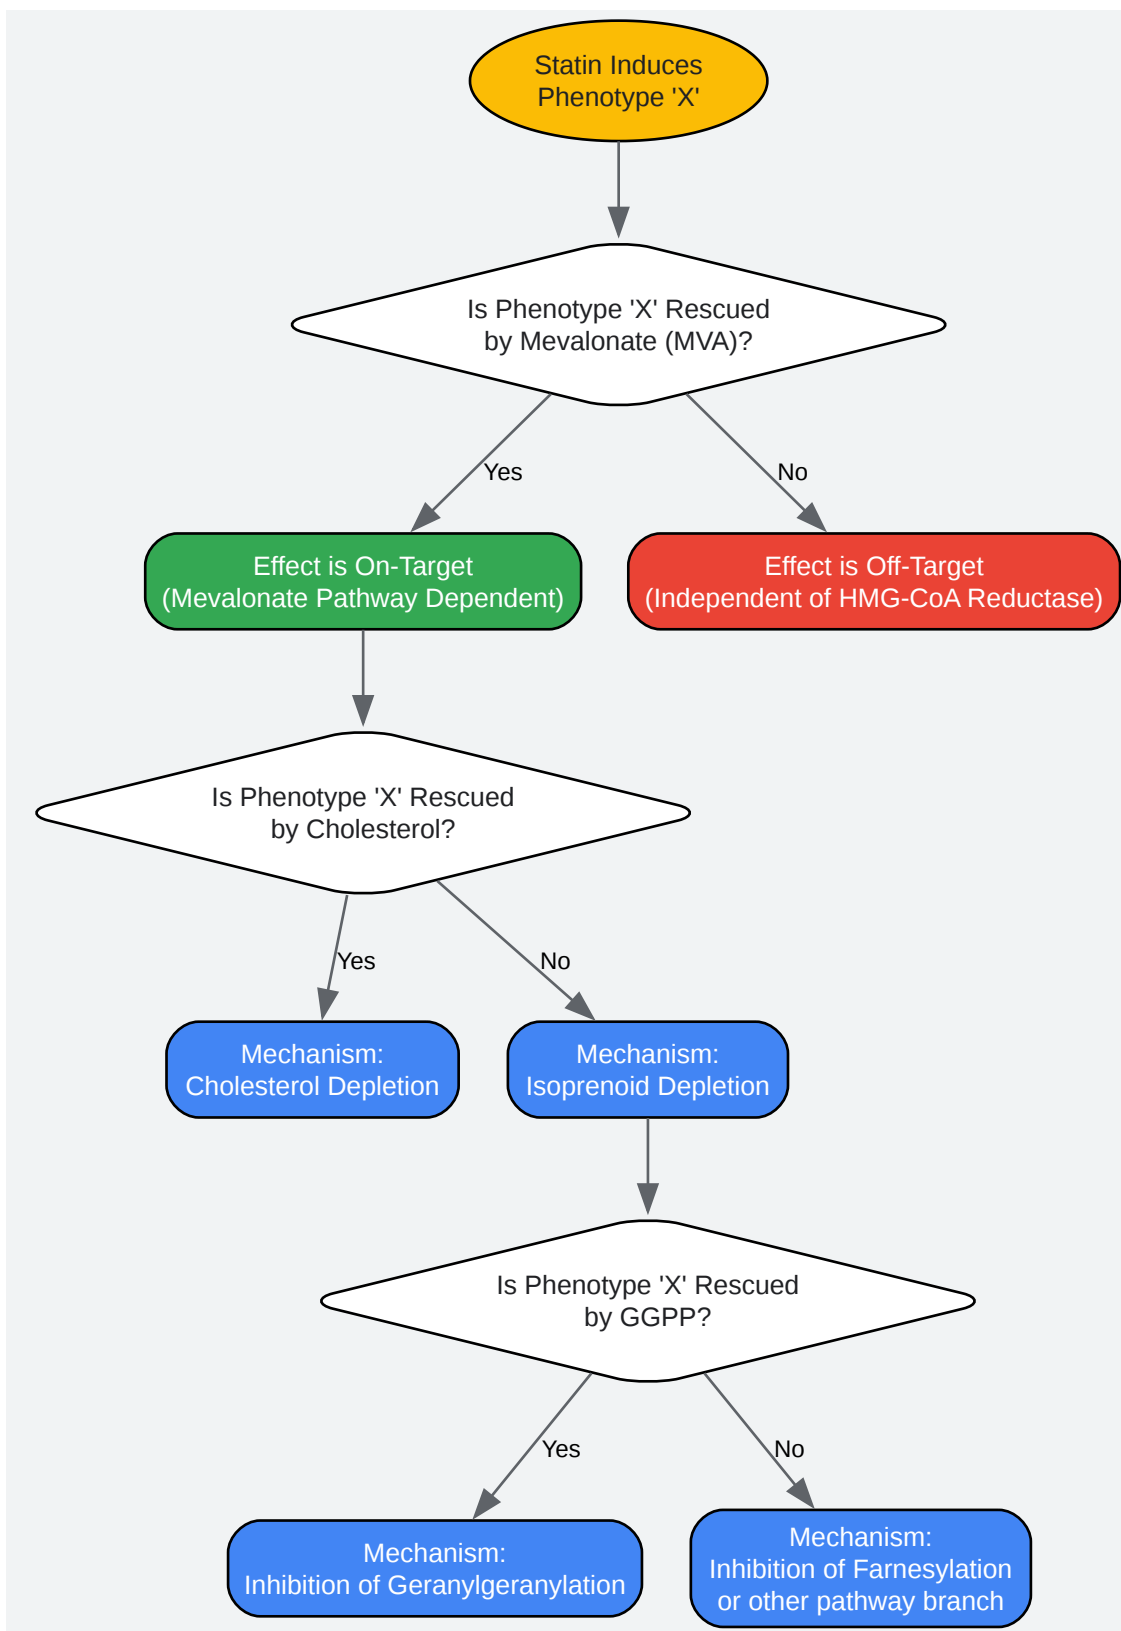 Statin Induces
Phenotype 'X'
Is Phenotype 'X' Rescued
by Mevalonate (MVA)?
Yes
No
Effect is On-Target
(Mevalonate Pathway Dependent)
Effect is Off-Target
(Independent of HMG-CoA Reductase)
Is Phenotype 'X' Rescued
by Cholesterol?
Yes
No
Mechanism:
Cholesterol Depletion
Mechanism:
Isoprenoid Depletion
Is Phenotype 'X' Rescued
by GGPP?
Yes
No
Mechanism:
Inhibition of Geranylgeranylation
Mechanism:
Inhibition of Farnesylation
or other pathway branch